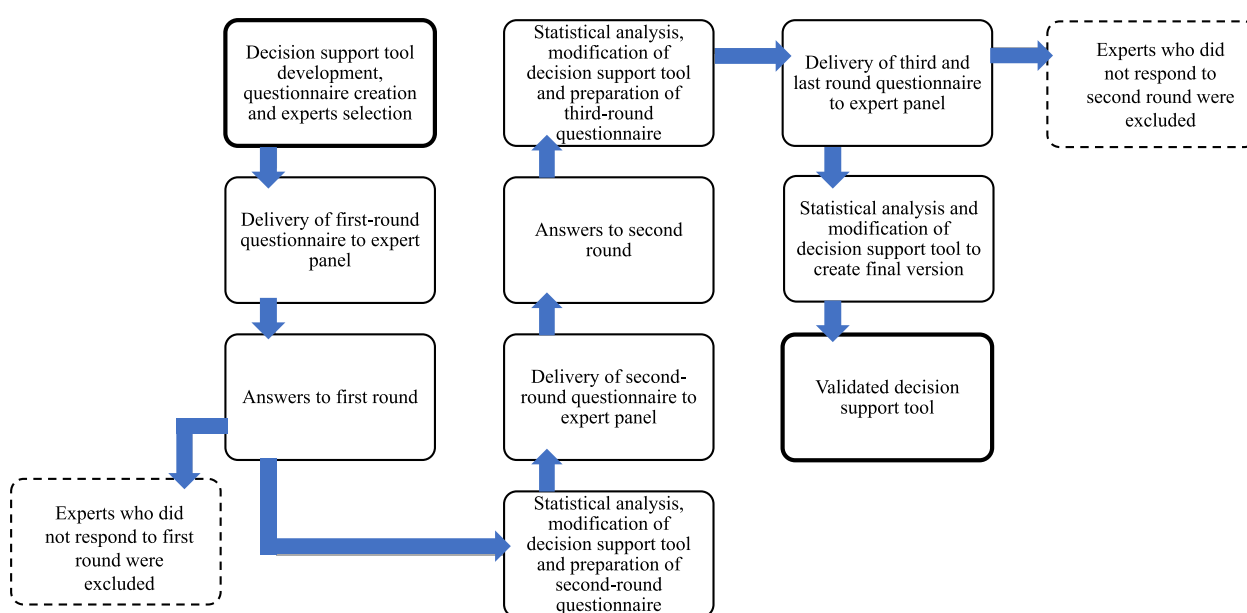 Decision support tool
development,
questionnaire creation
and experts selection
Delivery of first-round
questionnaire to expert
panel
Answers to first round
Experts who did
not respond to first
round were
excluded
Statistical analysis,
modification of
decision support tool
and preparation of
second-round
questionnaire
Delivery of second-
round questionnaire to
expert panel
Answers to second
round
Statistical analysis,
modification of
decision support tool
and preparation of
third-round
questionnaire
Delivery of third and
last round questionnaire
to expert panel
Experts who did
not respond to
second round were
excluded
Statistical analysis and
modification of
decision support tool to
create final version
Validated decision
support tool